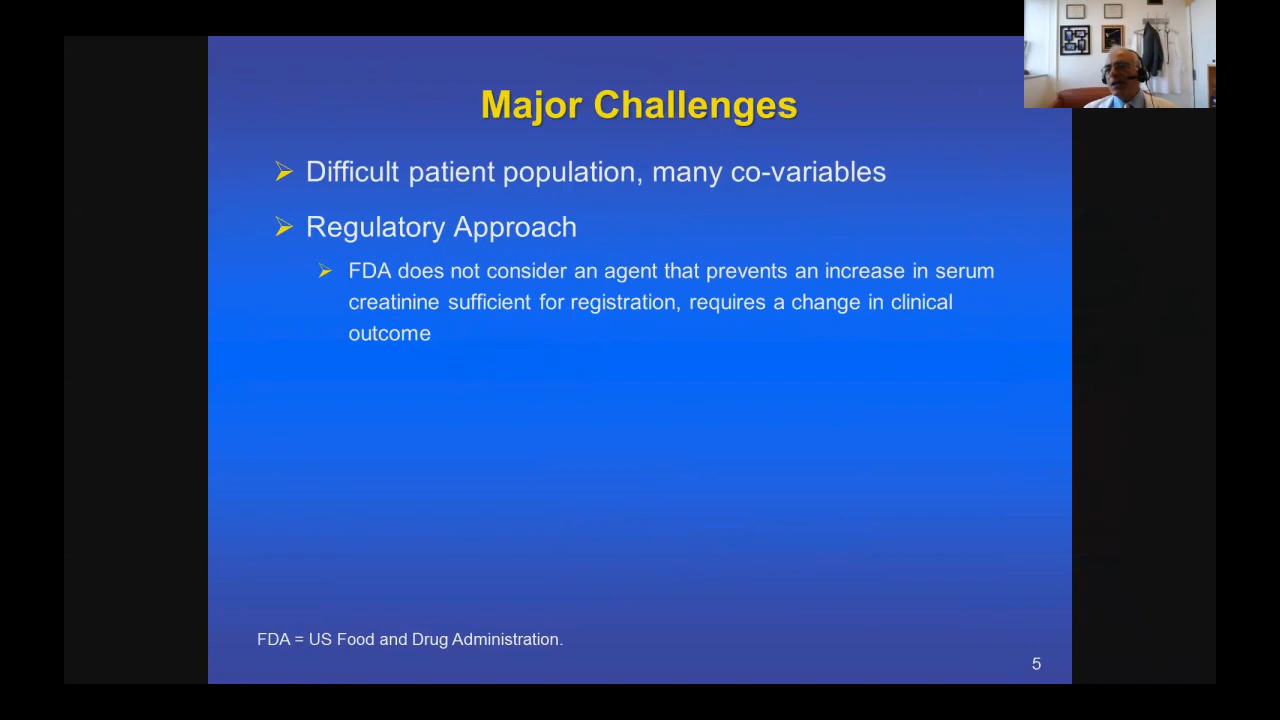 Major Challenges
Difficult patient population, many co-variables
Regulatory Approach
FDA does not consider an agent that prevents an increase in serum
creatinine sufficient for registration, requires a change in clinical
outcome
FDA = US Food and Drug Administration.
5